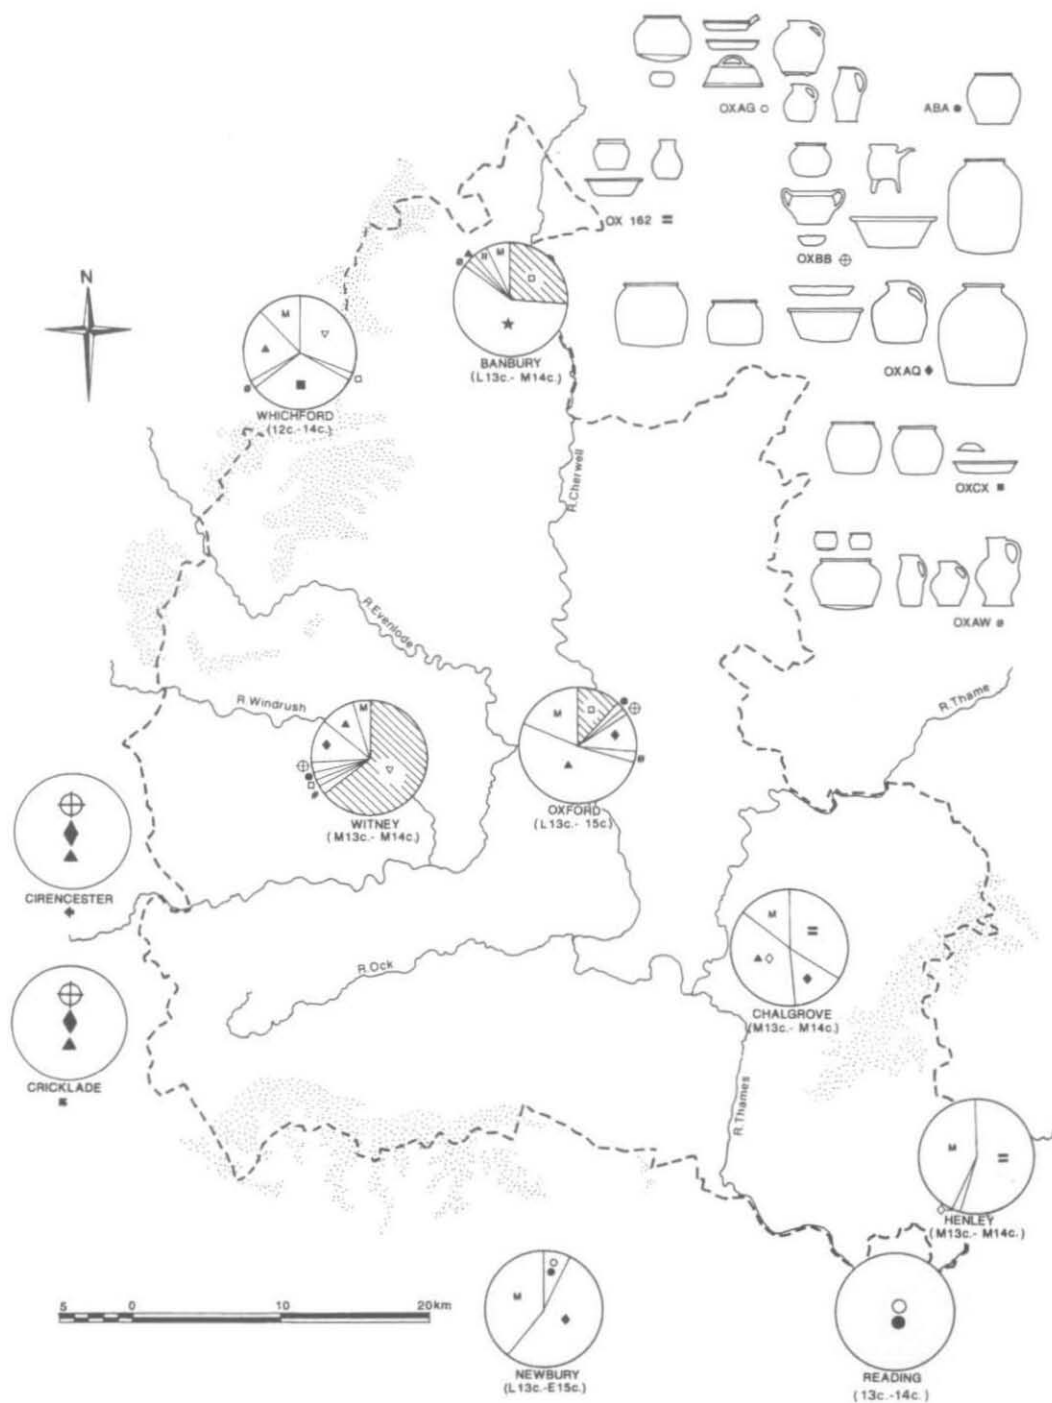 OXAG
ABA
OX 162
OXBB
N
M
M
BANBURY
(L13c.- M14c.)
OXAQ
WHICHFORD
(12c.-14c.)
R.Cherwell
OXCX
R.Evenlode
OXAW
R.Windrush
R.Thame
M
M
WITNEY
(M13c.- M14c.)
OXFORD
(L13c.- 15c.)
CIRENCESTER
M
R.Ock
CHALGROVE
(M13c.- M14c.)
CRICKLADE
R.Thames
M
HENLEY
(M13c.- M14c.)
5 0 10 20km
M
NEWBURY
(L13c.-E15c.)
READING
(13c.-14c.)